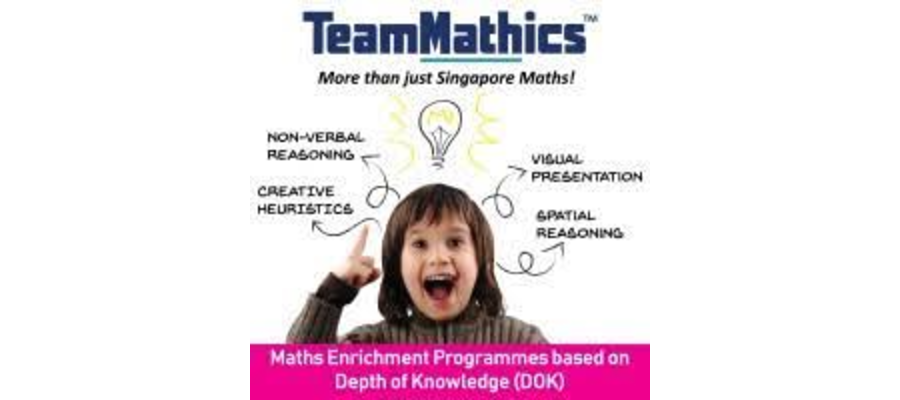 TeamMathics™
More than just Singapore Maths!
NON-VERBAL
REASONING
CREATIVE
HEURISTICS
VISUAL
PRESENTATION
SPATIAL
REASONING
Maths Enrichment Programmes based on
Depth of Knowledge (DOK)